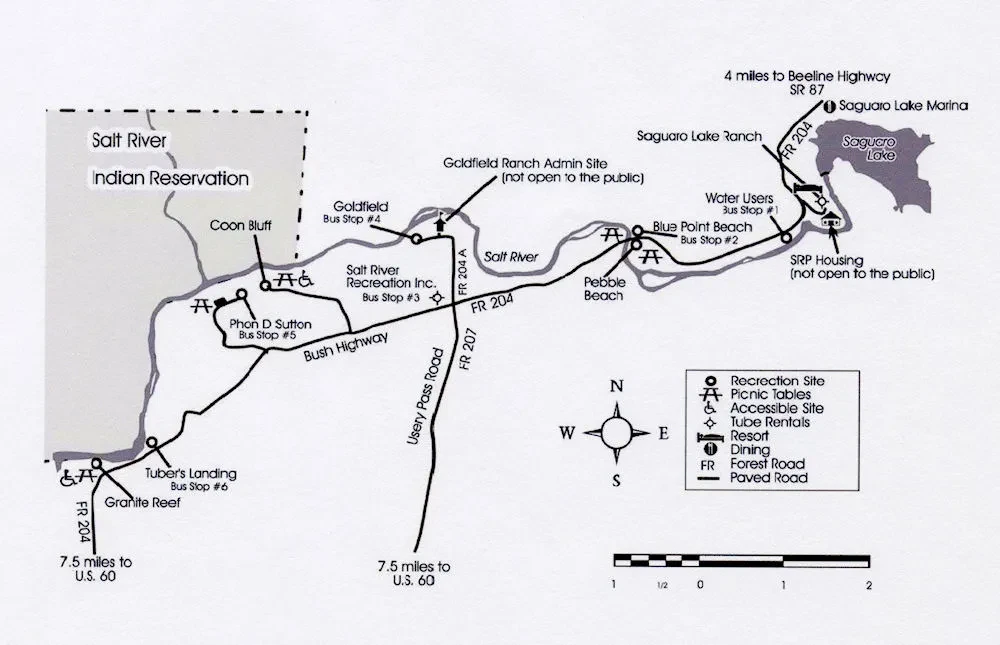 4 miles to Beeline Highway
SR 87
Saguaro Lake Marina
Saguaro Lake Ranch
FR 204
Saguaro
Lake
Salt River
Indian Reservation
Goldfield Ranch Admin Site
(not open to the public)
Water Users
Bus Stop #1
Goldfield
Bus Stop #4
Coon Bluff
Blue Point Beach
Bus Stop #2
Salt River
SRP Housing
(not open to the public)
Salt River
Recreation Inc.
Bus Stop #3
FR 204 A
Pebble
Beach
FR 204
Phon D Sutton
Bus Stop #5
Bush Highway
FR 207
Usery Pass Road
N
W
E
S
Recreation Site
Picnic Tables
Accessible Site
Tube Rentals
Resort
Dining
FR Forest Road
Paved Road
Tuber's Landing
Bus Stop #6
Granite Reef
FR 204
7.5 miles to
U.S. 60
7.5 miles to
U.S. 60
1 1/2 0 1 2